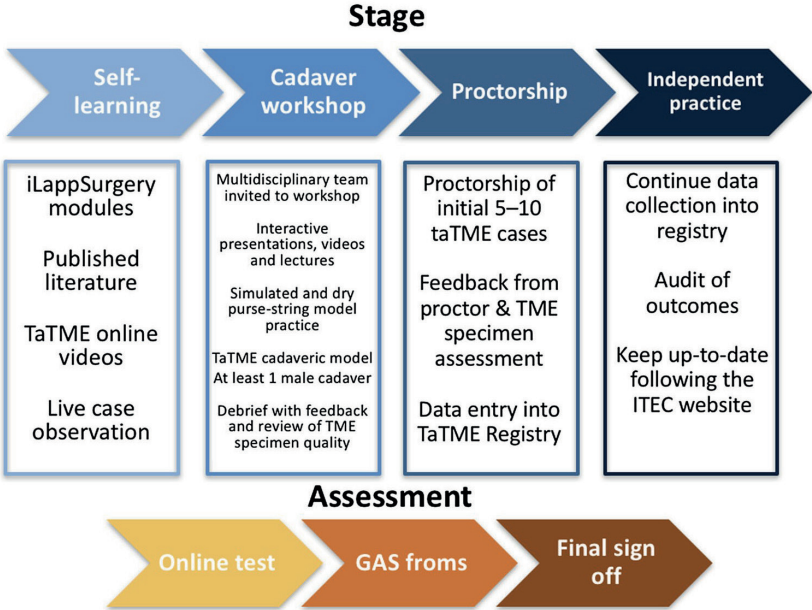 Stage
Self-
learning
Cadaver
workshop
Proctorship
Independent
practice
iLappSurgery
modules
Published
literature
TaTME online
videos
Live case
observation
Multidisciplinary team
invited to workshop
Interactive
presentations, videos
and lectures
Simulated and dry
purse-string model
practice
TaTME cadaveric model
At least 1 male cadaver
Debrief with feedback
and review of TME
specimen quality
Proctorship of
initial 5–10
taTME cases
Feedback from
proctor & TME
specimen
assessment
Data entry into
TaTME Registry
Continue data
collection into
registry
Audit of
outcomes
Keep up-to-date
following the
ITEC website
Assessment
Online test
GAS froms
Final sign
off